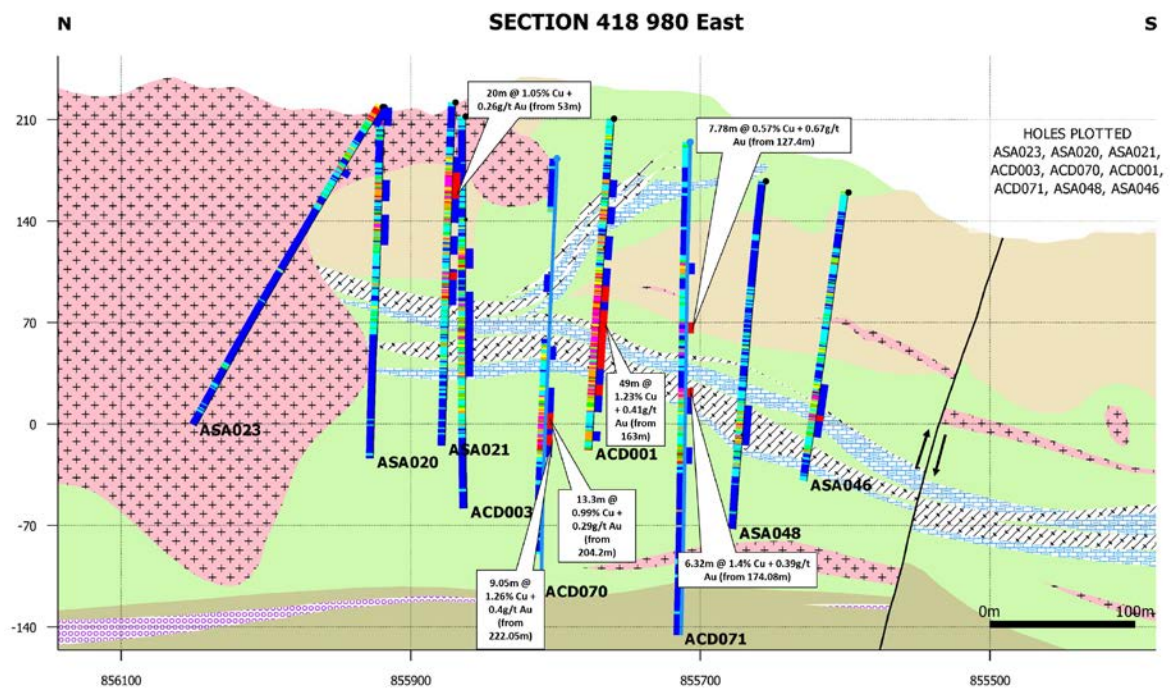 SECTION 418 980 East
N
S
20m @ 1.05% Cu +
0.26g/t Au (from 53m)
7.78m @ 0.57% Cu + 0.67g/t
Au (from 127.4m)
HOLES PLOTTED
ASA023, ASA020, ASA021,
ACD003, ACD070, ACD001,
ACD071, ASA048, ASA046
210
140
70
0
-70
-140
49m @
1.23% Cu
+ 0.41g/t
Au (from
163m)
ASA023
ASA020
ASA021
ACD001
ACD003
ASA046
ASA048
13.3m @
0.99% Cu +
0.29g/t Au
(from
204.2m)
6.32m @ 1.4% Cu + 0.39g/t
Au (from 174.08m)
9.05m @
1.26% Cu +
0.4g/t Au
(from
222.05m)
ACD070
ACD071
0m
100m
856100
855900
855700
855500